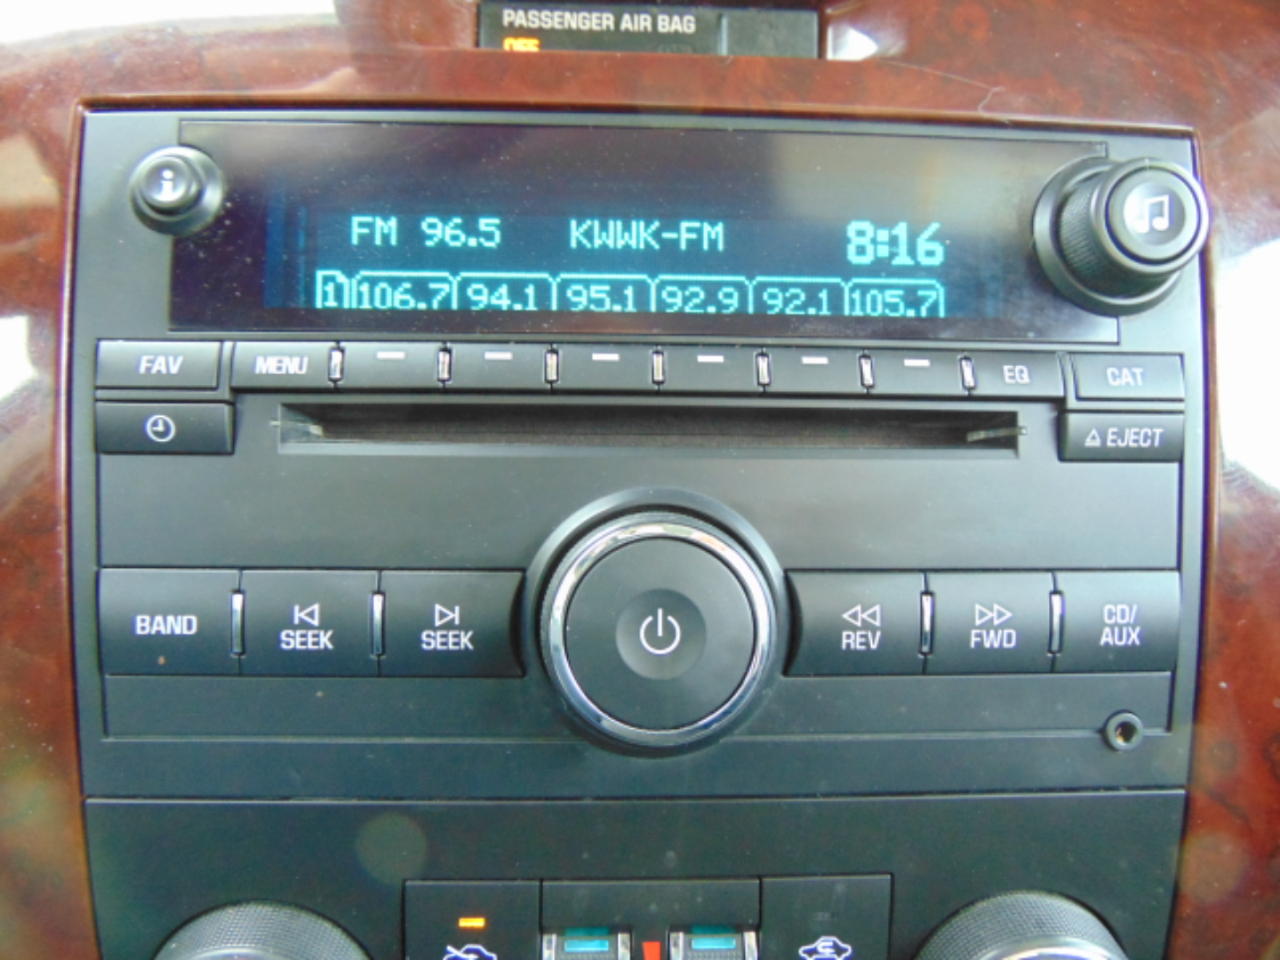 PASSENGER AIR BAG
OFF
i
FM 96.5 KWWK-FM 8:16
1 106.7 94.1 95.1 92.9 92.1 105.7
FAV MENU EQ CAT
EJECT
BAND SEEK SEEK REV FWD CD/
AUX